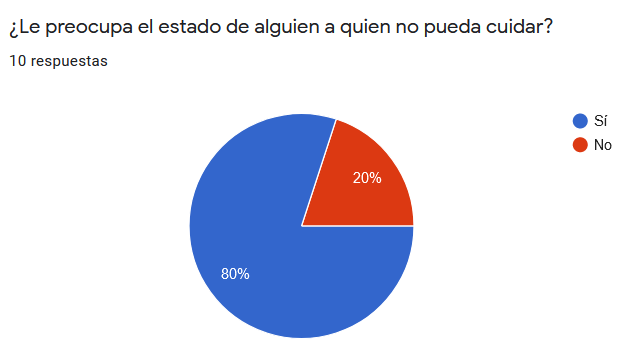 ¿Le preocupa el estado de alguien a quien no pueda cuidar?
10 respuestas
Sí
No
20%
80%